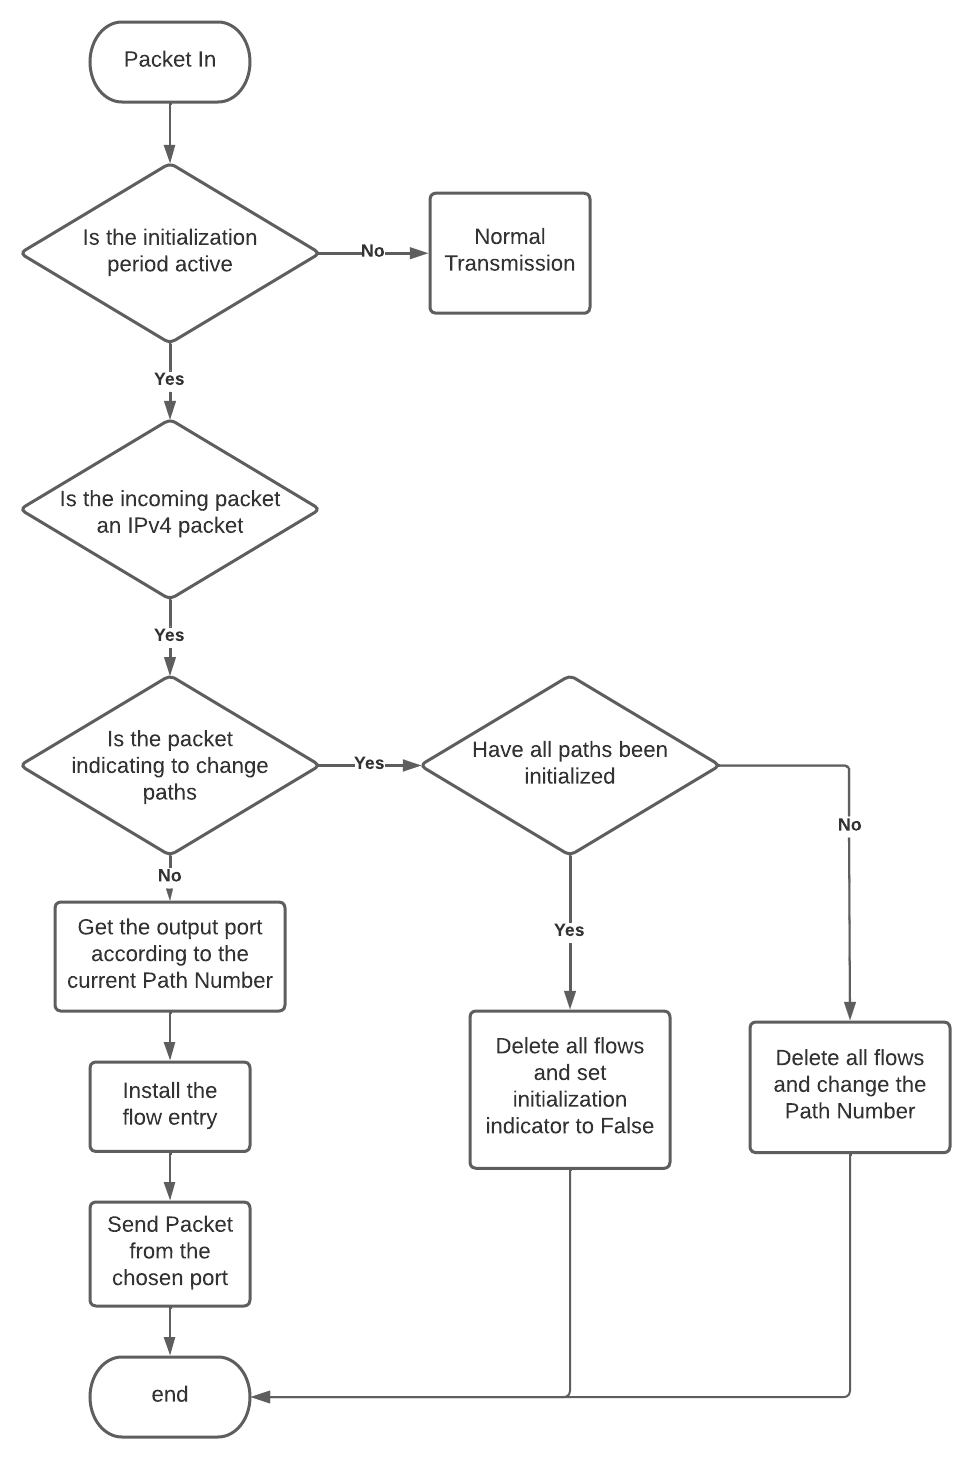 Packet In
Is the initialization
period active
No
Normal
Transmission
Yes
Is the incoming packet
an IPv4 packet
Yes
Is the packet
indicating to change
paths
Yes
Have all paths been
initialized
No
No
Get the output port
according to the
current Path Number
Yes
Install the
flow entry
Delete all flows
and set
initialization
indicator to False
Delete all flows
and change the
Path Number
Send Packet
from the
chosen port
end